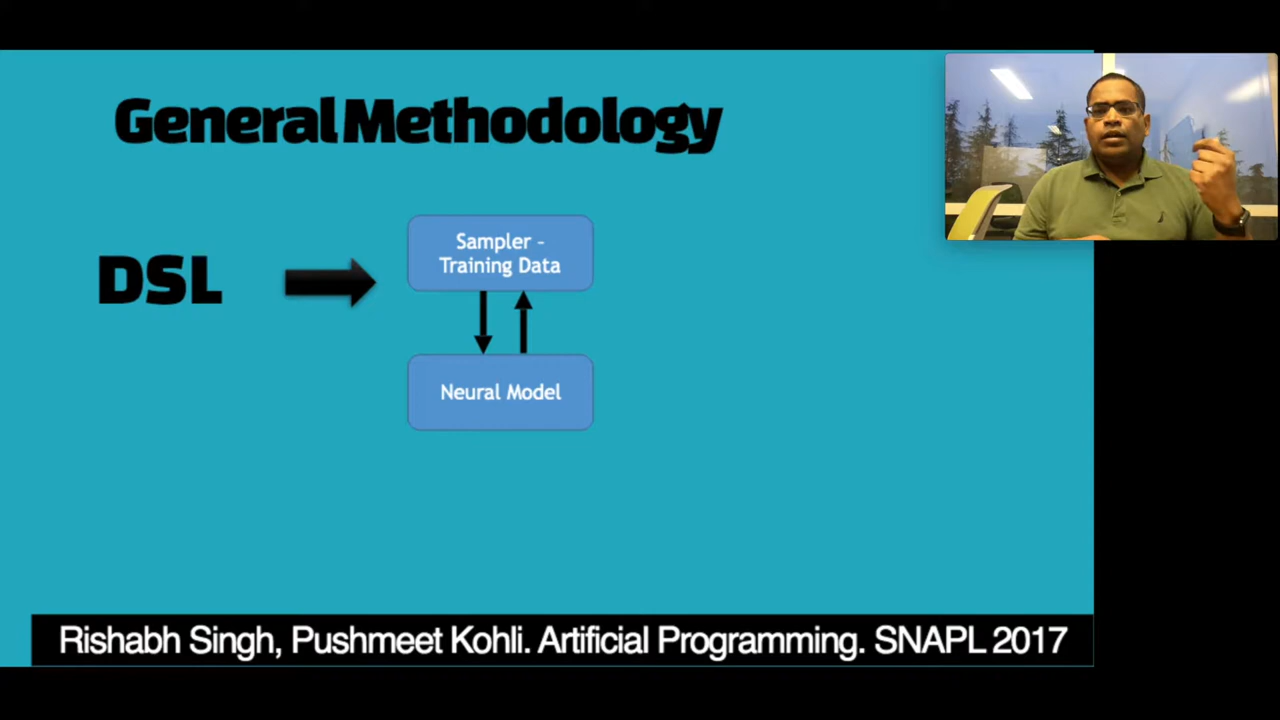 General Methodology
DSL
Sampler –
Training Data
Neural Model
Rishabh Singh, Pushmeet Kohli. Artificial Programming. SNAPL 2017